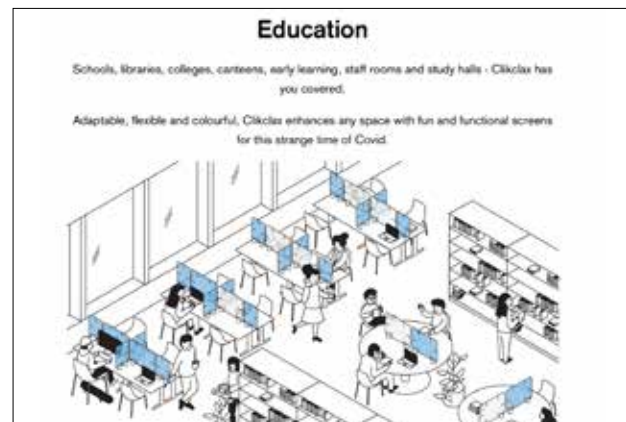 Education
Schools, libraries, colleges, canteens, early learning, staff rooms and study halls - Clikclax has
you covered.
Adaptable, flexible and colourful, Clikclax enhances any space with fun and functional screens
for this strange time of Covid.